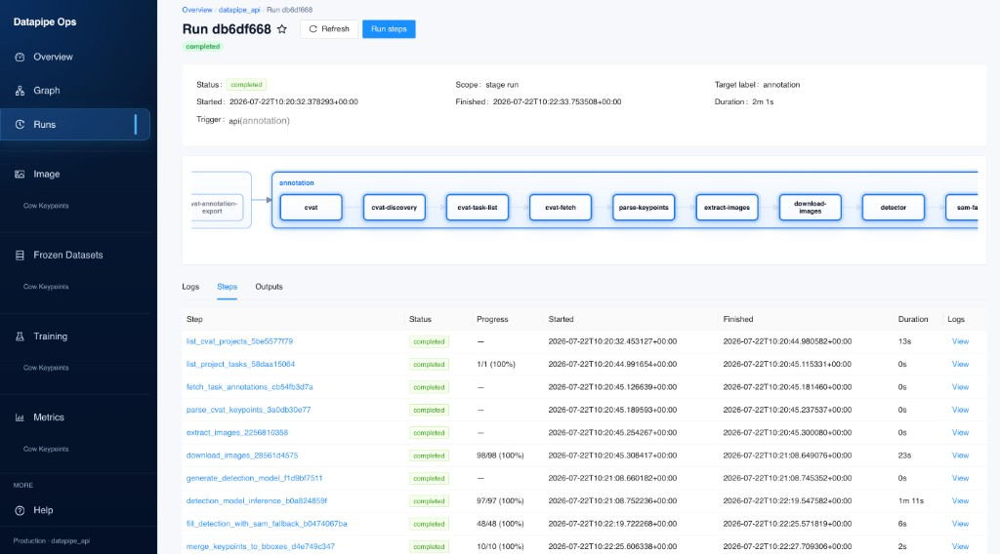 Datapipe Ops
Overview
Graph
Runs
Image
Cow Keypoints
Frozen Datasets
Cow Keypoints
Training
Cow Keypoints
Metrics
Cow Keypoints
MORE
Help
Production · datapipe_api
Overview / datapipe_api / Run db6df668
Run db6df668 Refresh Run steps
completed
Status: completed Scope: stage run Target label: annotation
Started: 2026-07-22T10:20:32.378293+00:00 Finished: 2026-07-22T10:22:33.753508+00:00 Duration: 2m 1s
Trigger: api(annotation)
annotation
vat-annotation-export
cvat
cvat-discovery
cvat-task-list
cvat-fetch
parse-keypoints
extract-images
download-images
detector
sam-fa
Logs Steps Outputs
Step Status Progress Started Finished Duration Logs
list_cvat_projects_5be5577f79 completed — 2026-07-22T10:20:32.453127+00:00 2026-07-22T10:20:44.980582+00:00 13s View
list_project_tasks_58daa15064 completed 1/1 (100%) 2026-07-22T10:20:44.991654+00:00 2026-07-22T10:20:45.115331+00:00 0s View
fetch_task_annotations_cb54fb3d7a completed — 2026-07-22T10:20:45.126639+00:00 2026-07-22T10:20:45.181460+00:00 0s View
parse_cvat_keypoints_3a0db30e77 completed — 2026-07-22T10:20:45.189593+00:00 2026-07-22T10:20:45.237537+00:00 0s View
extract_images_2256810358 completed — 2026-07-22T10:20:45.254267+00:00 2026-07-22T10:20:45.300080+00:00 0s View
download_images_28561d4575 completed 98/98 (100%) 2026-07-22T10:20:45.308417+00:00 2026-07-22T10:21:08.649076+00:00 23s View
generate_detection_model_f1d9bf7511 completed — 2026-07-22T10:21:08.660182+00:00 2026-07-22T10:21:08.745352+00:00 0s View
detection_model_inference_b0a824859f completed 97/97 (100%) 2026-07-22T10:21:08.752236+00:00 2026-07-22T10:22:19.547582+00:00 1m 11s View
fill_detection_with_sam_fallback_b0474067ba completed 48/48 (100%) 2026-07-22T10:22:19.722268+00:00 2026-07-22T10:22:25.571819+00:00 6s View
merge_keypoints_to_bboxes_d4e749c347 completed 10/10 (100%) 2026-07-22T10:22:25.606338+00:00 2026-07-22T10:22:27.709306+00:00 2s View